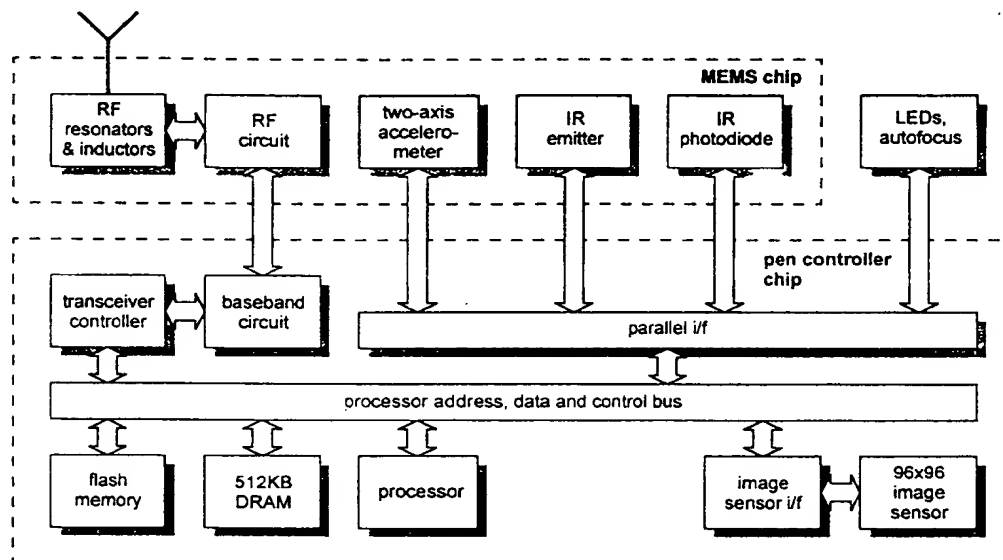 MEMS chip
RF
resonators
& inductors
RF
circuit
two-axis
accelero-
meter
IR
emitter
IR
photodiode
LEDs,
autofocus
pen controller
chip
transceiver
controller
baseband
circuit
parallel i/f
processor address, data and control bus
flash
memory
512KB
DRAM
processor
image
sensor i/f
96x96
image
sensor